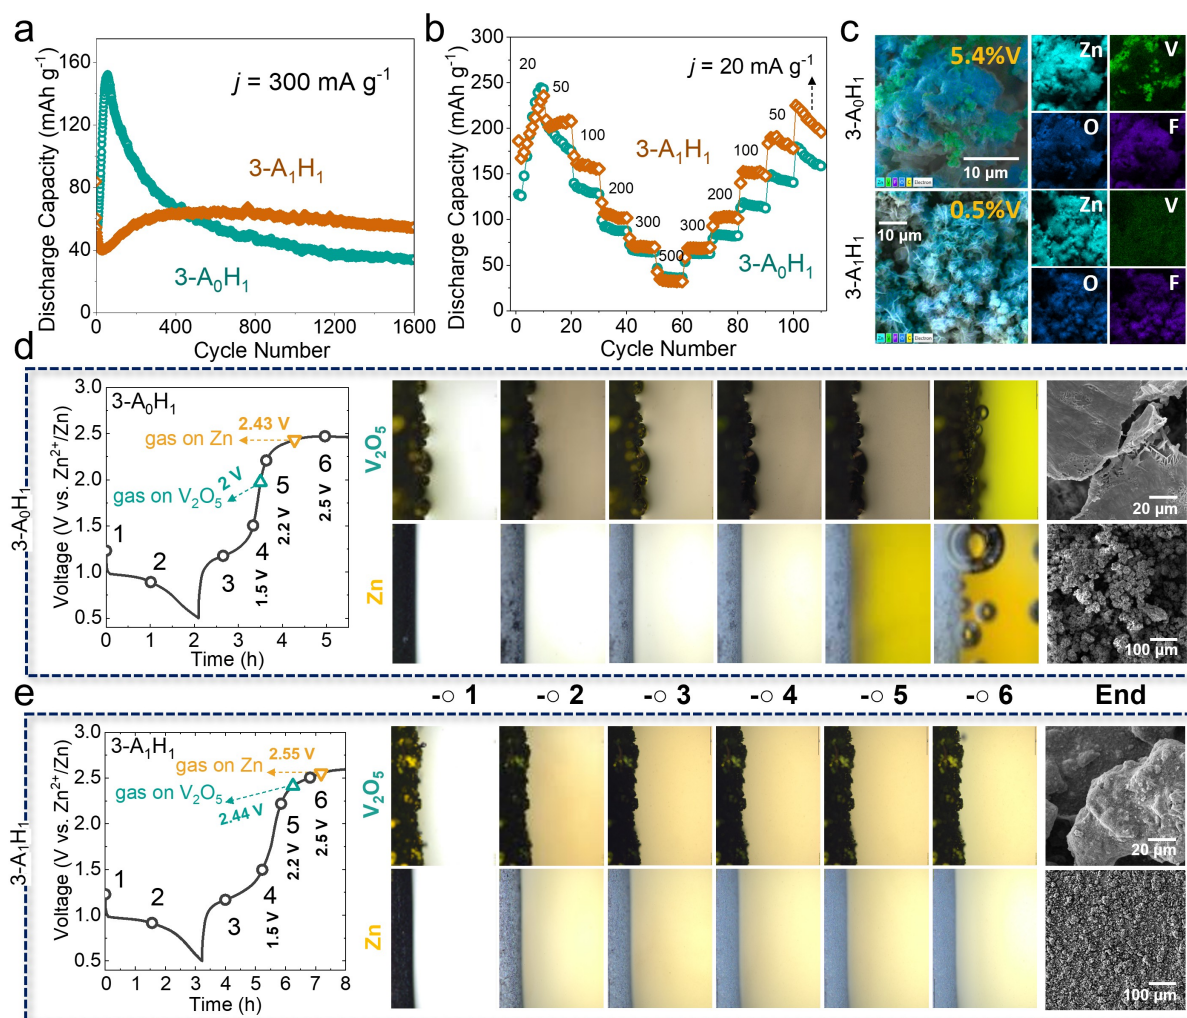 a
160
120
80
40
0
Discharge Capacity (mAh g⁻¹)
j = 300 mA g⁻¹
3-A₁H₁
3-A₀H₁
0 400 800 1200 1600
Cycle Number
b
300
250
200
150
100
50
0
Discharge Capacity (mAh g⁻¹)
j = 20 mA g⁻¹
20
50
100
200
300
500
300
200
100
50
3-A₁H₁
3-A₀H₁
0 20 40 60 80 100
Cycle Number
c
3-A₀H₁
5.4%V
10 µm
Zn
V
O
F
3-A₁H₁
0.5%V
10 µm
Zn
V
O
F
d
3-A₀H₁
3.0
2.5
2.0
1.5
1.0
0.5
Voltage (V vs. Zn²⁺/Zn)
3-A₀H₁
2.43 V
gas on Zn
2 V
gas on V₂O₅
1
2
3
4
1.5 V
5
2.2 V
6
2.5 V
0 1 2 3 4 5
Time (h)
V₂O₅
Zn
20 µm
100 µm
-○ 1 -○ 2 -○ 3 -○ 4 -○ 5 -○ 6 End
e
3-A₁H₁
3.0
2.5
2.0
1.5
1.0
0.5
Voltage (V vs. Zn²⁺/Zn)
3-A₁H₁
2.55 V
gas on Zn
gas on V₂O₅
2.44 V
1
2
3
4
1.5 V
5
2.2 V
6
2.5 V
0 1 2 3 4 5 6 7 8
Time (h)
V₂O₅
Zn
20 µm
100 µm